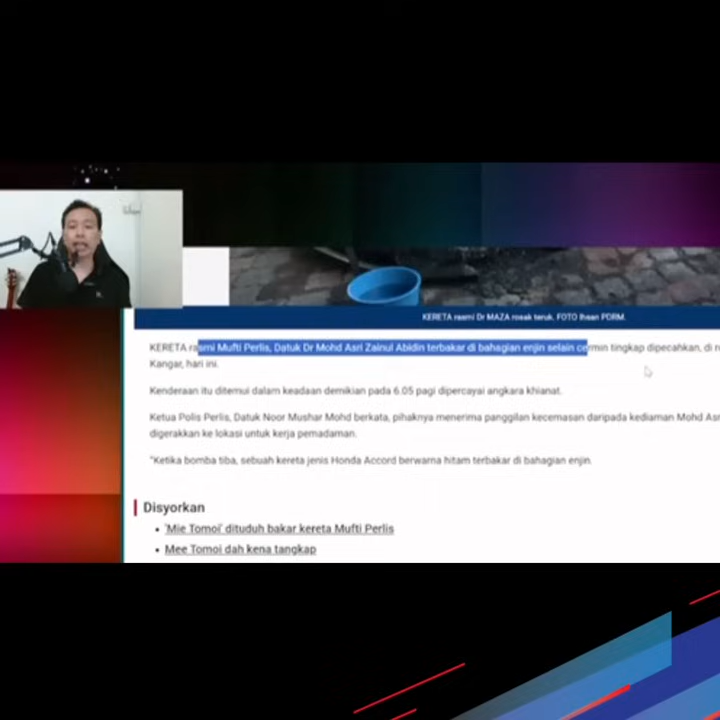 KERETA rasmi Dr MAZA rosak teruk. FOTO Ihsan PDRM.
KERETA rasmi Mufti Perlis, Datuk Dr Mohd Asri Zainul Abidin terbakar di bahagian enjin selain cermin tingkap dipecahkan, di
Kangar, hari ini.
Kenderaan itu ditemui dalam keadaan demikian pada 6.05 pagi dipercayai angkara khianat.
Ketua Polis Perlis, Datuk Noor Mushar Mohd berkata, pihaknya menerima panggilan kecemasan daripada kediaman Mohd Asr
digerakkan ke lokasi untuk kerja pemadaman.
"Ketika bomba tiba, sebuah kereta jenis Honda Accord berwarna hitam terbakar di bahagian enjin.
Disyorkan
• 'Mie Tomoi' dituduh bakar kereta Mufti Perlis
• Mee Tomoi dah kena tangkap